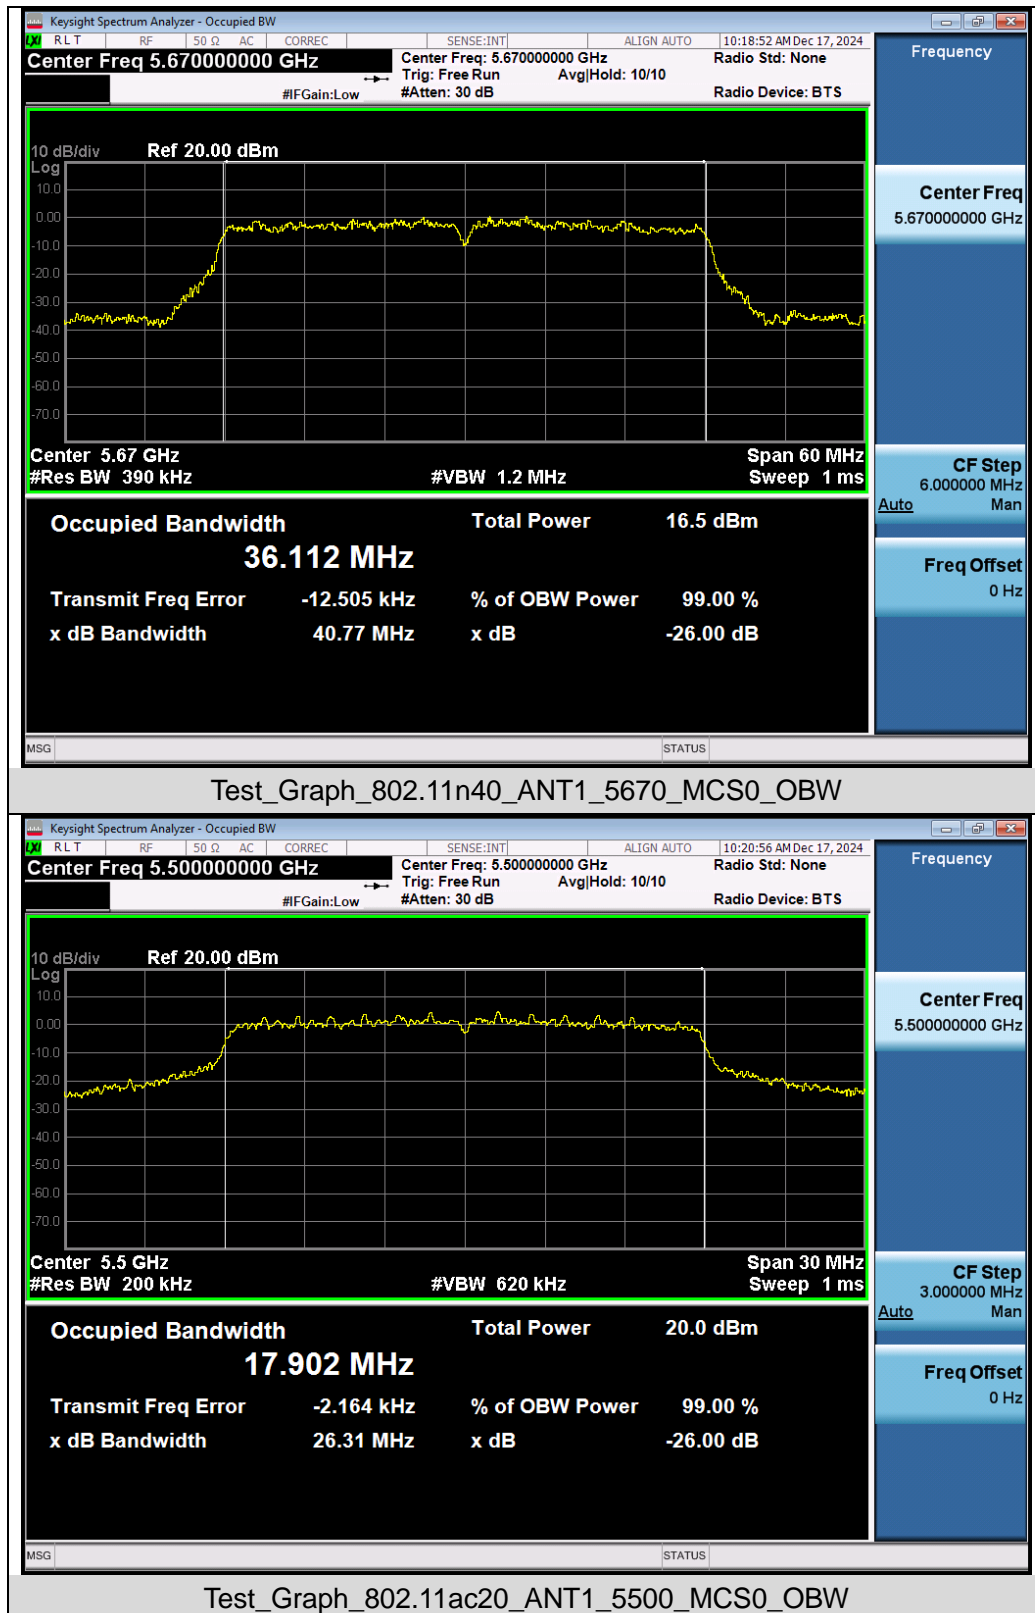 Keysight Spectrum Analyzer - Occupied BW
LXI RLT RF 50 Ω AC CORREC SENSE:INT ALIGN AUTO 10:18:52 AM Dec 17, 2024
Center Freq 5.670000000 GHz
Center Freq: 5.670000000 GHz
Radio Std: None
Trig: Free Run Avg|Hold: 10/10
#IFGain:Low #Atten: 30 dB Radio Device: BTS
Frequency
10 dB/div Ref 20.00 dBm
Log
10.0
0.00
-10.0
-20.0
-30.0
-40.0
-50.0
-60.0
-70.0
Center Freq
5.670000000 GHz
Center 5.67 GHz Span 60 MHz
#Res BW 390 kHz #VBW 1.2 MHz Sweep 1 ms
CF Step
6.000000 MHz
Auto Man
Occupied Bandwidth Total Power 16.5 dBm
36.112 MHz
Transmit Freq Error -12.505 kHz % of OBW Power 99.00 %
x dB Bandwidth 40.77 MHz x dB -26.00 dB
Freq Offset
0 Hz
MSG STATUS
Test_Graph_802.11n40_ANT1_5670_MCS0_OBW
Keysight Spectrum Analyzer - Occupied BW
LXI RLT RF 50 Ω AC CORREC SENSE:INT ALIGN AUTO 10:20:56 AM Dec 17, 2024
Center Freq 5.500000000 GHz
Center Freq: 5.500000000 GHz
Radio Std: None
Trig: Free Run Avg|Hold: 10/10
#IFGain:Low #Atten: 30 dB Radio Device: BTS
Frequency
10 dB/div Ref 20.00 dBm
Log
10.0
0.00
-10.0
-20.0
-30.0
-40.0
-50.0
-60.0
-70.0
Center Freq
5.500000000 GHz
Center 5.5 GHz Span 30 MHz
#Res BW 200 kHz #VBW 620 kHz Sweep 1 ms
CF Step
3.000000 MHz
Auto Man
Occupied Bandwidth Total Power 20.0 dBm
17.902 MHz
Transmit Freq Error -2.164 kHz % of OBW Power 99.00 %
x dB Bandwidth 26.31 MHz x dB -26.00 dB
Freq Offset
0 Hz
MSG STATUS
Test_Graph_802.11ac20_ANT1_5500_MCS0_OBW